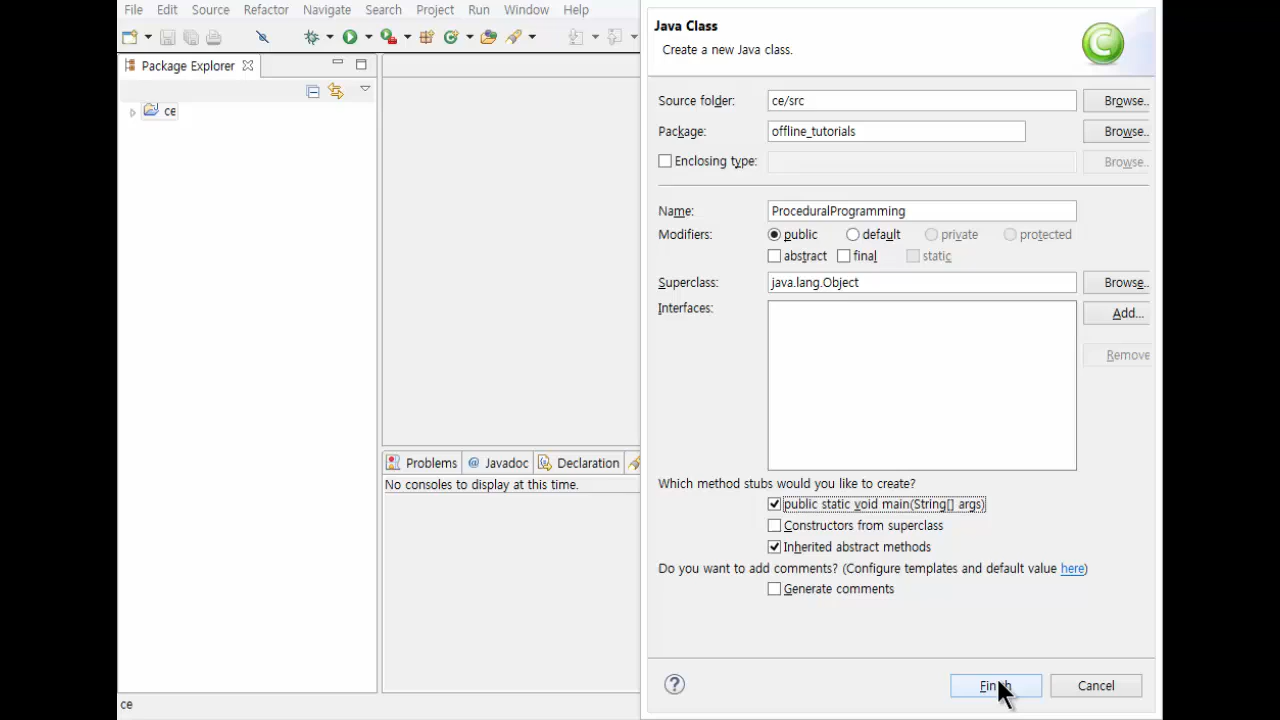 File Edit Source Refactor Navigate Search Project Run Window Help
Package Explorer
ce
Problems Javadoc Declaration
No consoles to display at this time.
ce
Java Class
Create a new Java class.
Source folder: ce/src Browse..
Package: offline_tutorials Browse..
Enclosing type: Browse..
Name: ProceduralProgramming
Modifiers: public default private protected
abstract final static
Superclass: java.lang.Object Browse..
Interfaces: Add...
Remove
Which method stubs would you like to create?
public static void main(String[] args)
Constructors from superclass
Inherited abstract methods
Do you want to add comments? (Configure templates and default value here)
Generate comments
Cancel